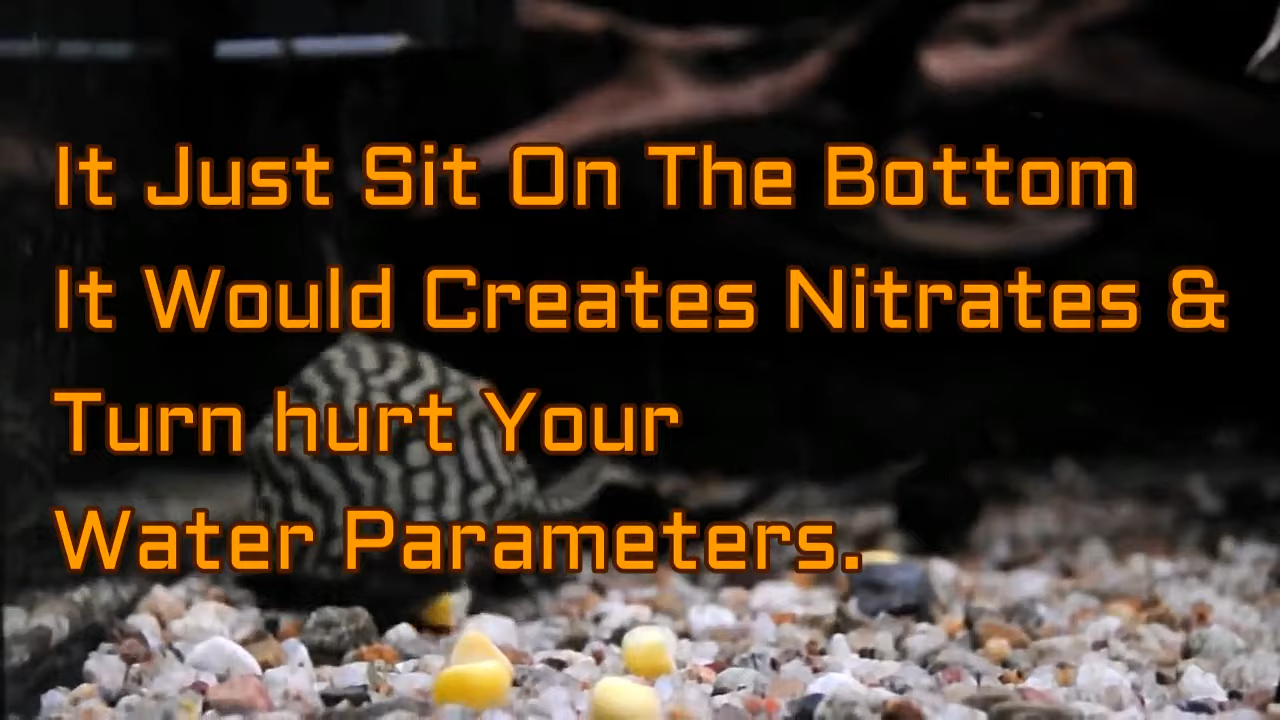 It Just Sit On The Bottom
It Would Creates Nitrates &
Turn hurt Your
Water Parameters.